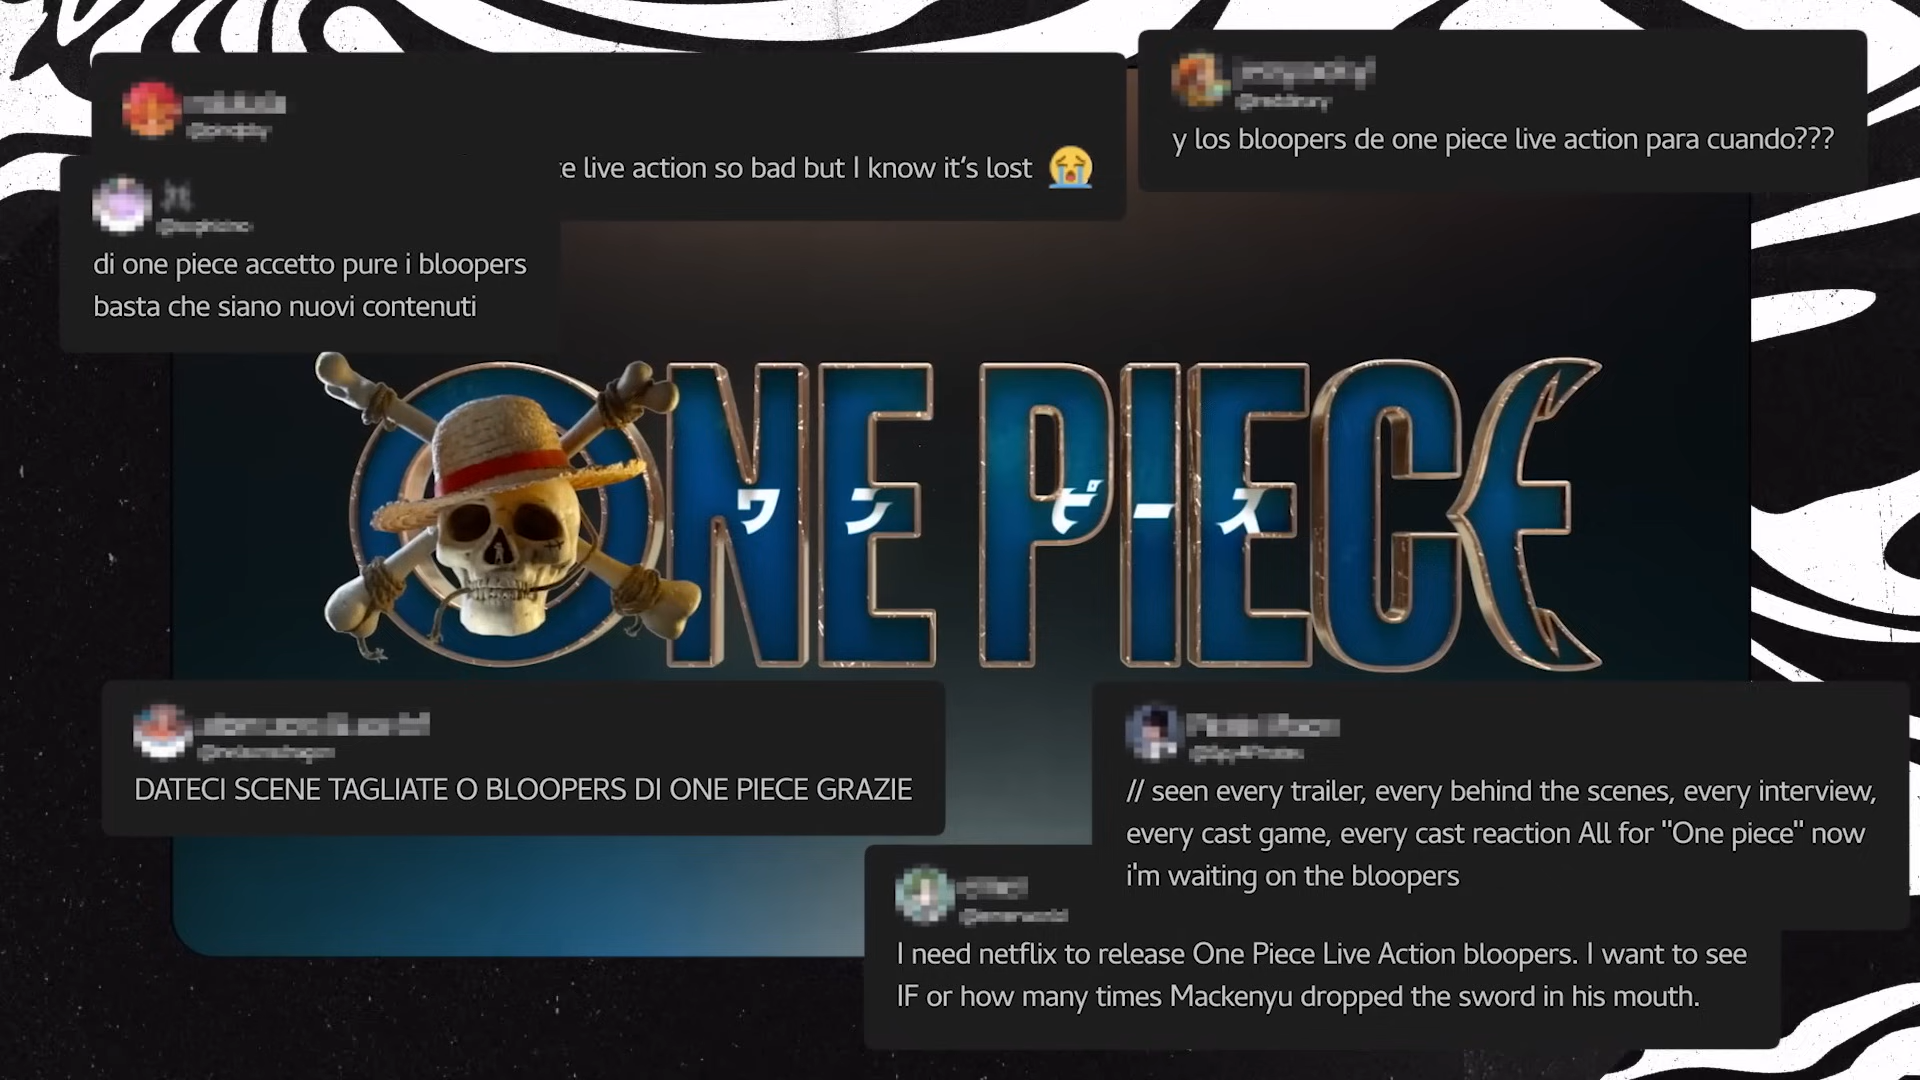 live action so bad but I know it's lost 😭
y los bloopers de one piece live action para cuando???
di one piece accetto pure i bloopers
basta che siano nuovi contenuti
ONE PIECE
ワンピース
DATECI SCENE TAGLIATE O BLOOPERS DI ONE PIECE GRAZIE
// seen every trailer, every behind the scenes, every interview,
every cast game, every cast reaction All for "One piece" now
i'm waiting on the bloopers
I need netflix to release One Piece Live Action bloopers. I want to see
IF or how many times Mackenyu dropped the sword in his mouth.